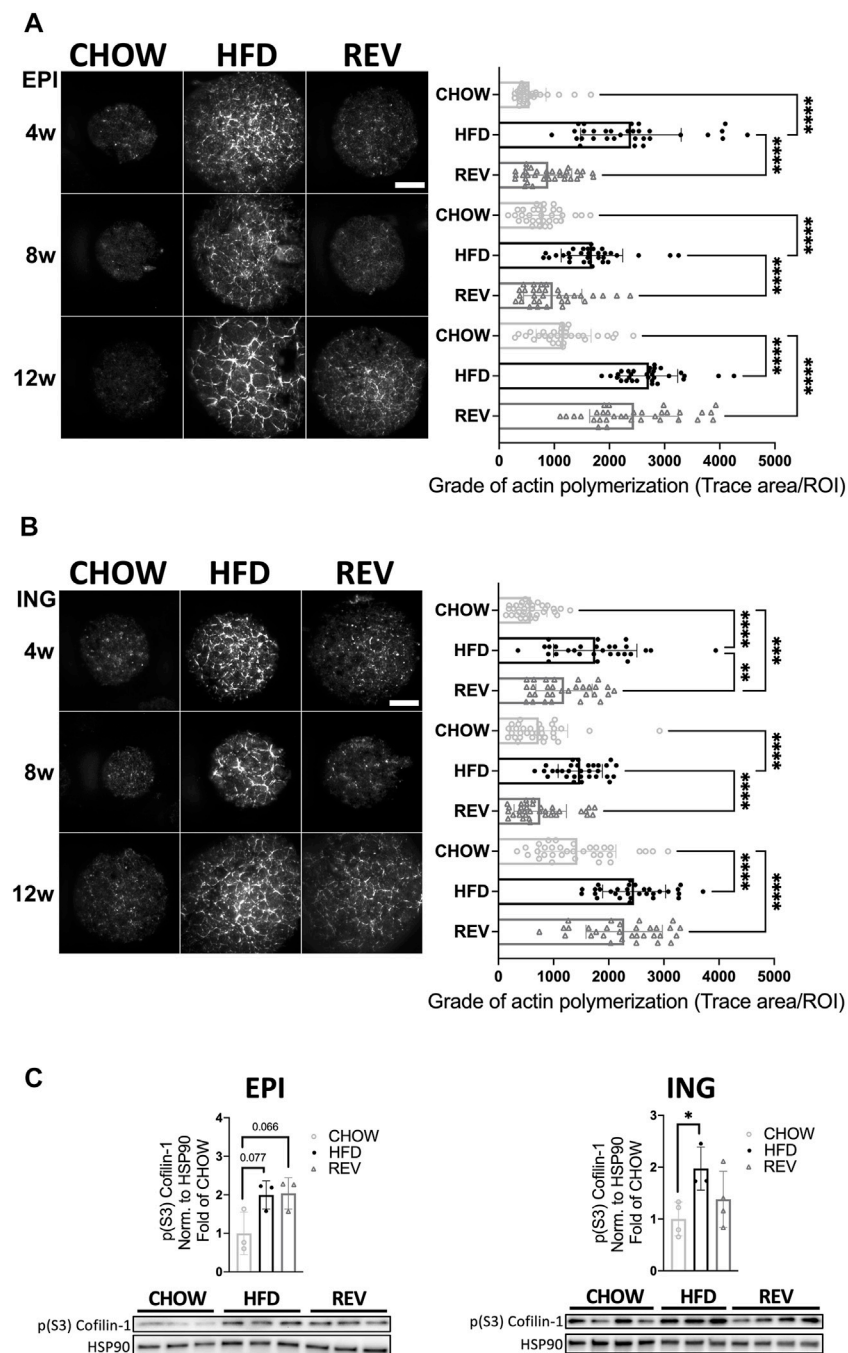 A
CHOW HFD REV
EPI
4w
8w
12w
CHOW
HFD
REV
CHOW
HFD
REV
CHOW
HFD
REV
****
****
****
****
****
****
0 1000 2000 3000 4000 5000
Grade of actin polymerization (Trace area/ROI)
B
CHOW HFD REV
ING
4w
8w
12w
CHOW
HFD
REV
CHOW
HFD
REV
CHOW
HFD
REV
****
**
***
****
****
****
****
0 1000 2000 3000 4000 5000
Grade of actin polymerization (Trace area/ROI)
C
EPI
p(S3) Cofilin-1
Norm. to HSP90
Fold of CHOW
4
3
2
1
0
0.066
0.077
CHOW
HFD
REV
CHOW HFD REV
p(S3) Cofilin-1
HSP90
ING
p(S3) Cofilin-1
Norm. to HSP90
Fold of CHOW
3
2
1
0
*
CHOW
HFD
REV
CHOW HFD REV
p(S3) Cofilin-1
HSP90